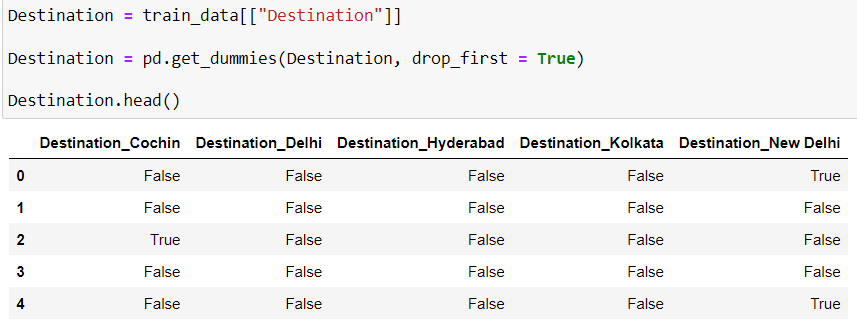 Destination = train_data[["Destination"]]
Destination = pd.get_dummies(Destination, drop_first = True)
Destination.head()
Destination_Cochin Destination_Delhi Destination_Hyderabad Destination_Kolkata Destination_New Delhi
0 False False False False True
1 False False False False False
2 True False False False False
3 False False False False False
4 False False False False True